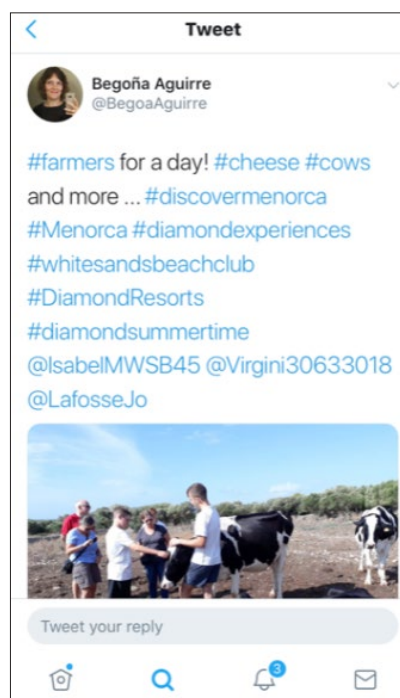 Tweet
Begoña Aguirre
@BegoaAguirre
#farmers for a day! #cheese #cows
and more ... #discovermenorca
#Menorca #diamondexperiences
#whitesandsbeachclub
#DiamondResorts
#diamondsummertime
@IsabelMWSB45 @Virgini30633018
@LafosseJo
Tweet your reply
3